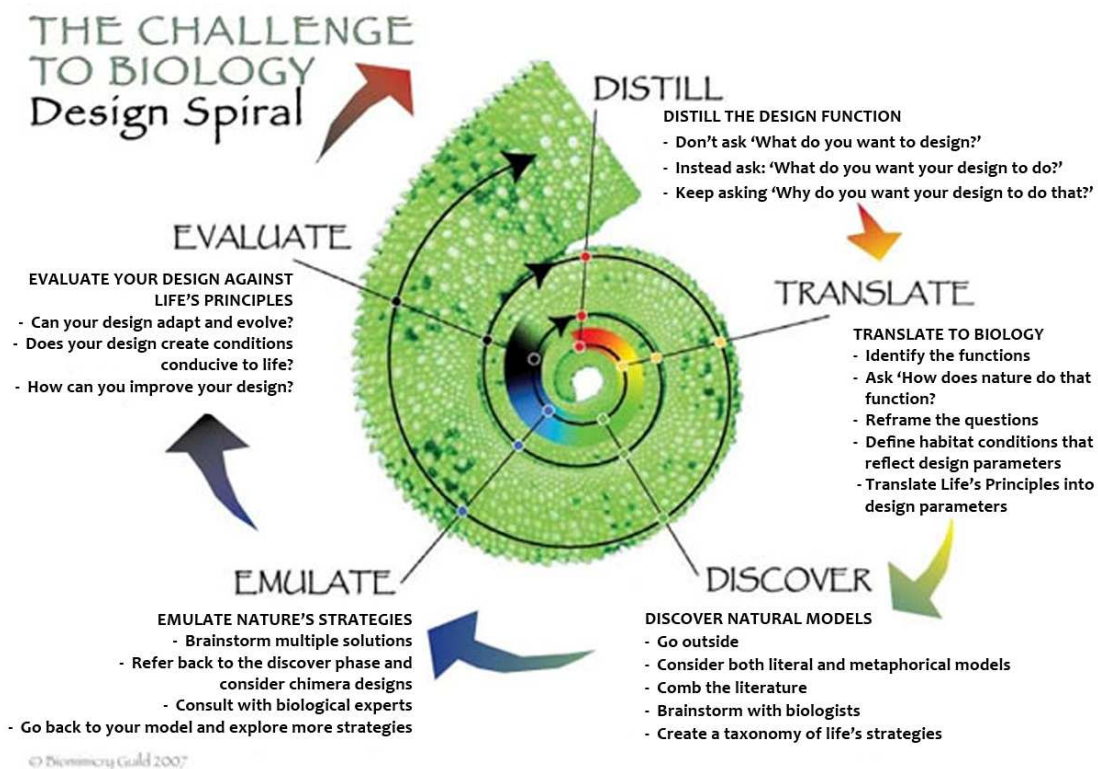 THE CHALLENGE
TO BIOLOGY
Design Spiral
DISTILL
DISTILL THE DESIGN FUNCTION
- Don't ask 'What do you want to design?'
- Instead ask: 'What do you want your design to do?'
- Keep asking 'Why do you want your design to do that?'
TRANSLATE
TRANSLATE TO BIOLOGY
- Identify the functions
- Ask 'How does nature do that
function?
- Reframe the questions
- Define habitat conditions that
reflect design parameters
- Translate Life's Principles into
design parameters
DISCOVER
DISCOVER NATURAL MODELS
- Go outside
- Consider both literal and metaphorical models
- Comb the literature
- Brainstorm with biologists
- Create a taxonomy of life's strategies
EMULATE
EMULATE NATURE'S STRATEGIES
- Brainstorm multiple solutions
- Refer back to the discover phase and
consider chimera designs
- Consult with biological experts
- Go back to your model and explore more strategies
EVALUATE
EVALUATE YOUR DESIGN AGAINST
LIFE'S PRINCIPLES
- Can your design adapt and evolve?
- Does your design create conditions
conducive to life?
- How can you improve your design?
© Biomimicry Guild 2007